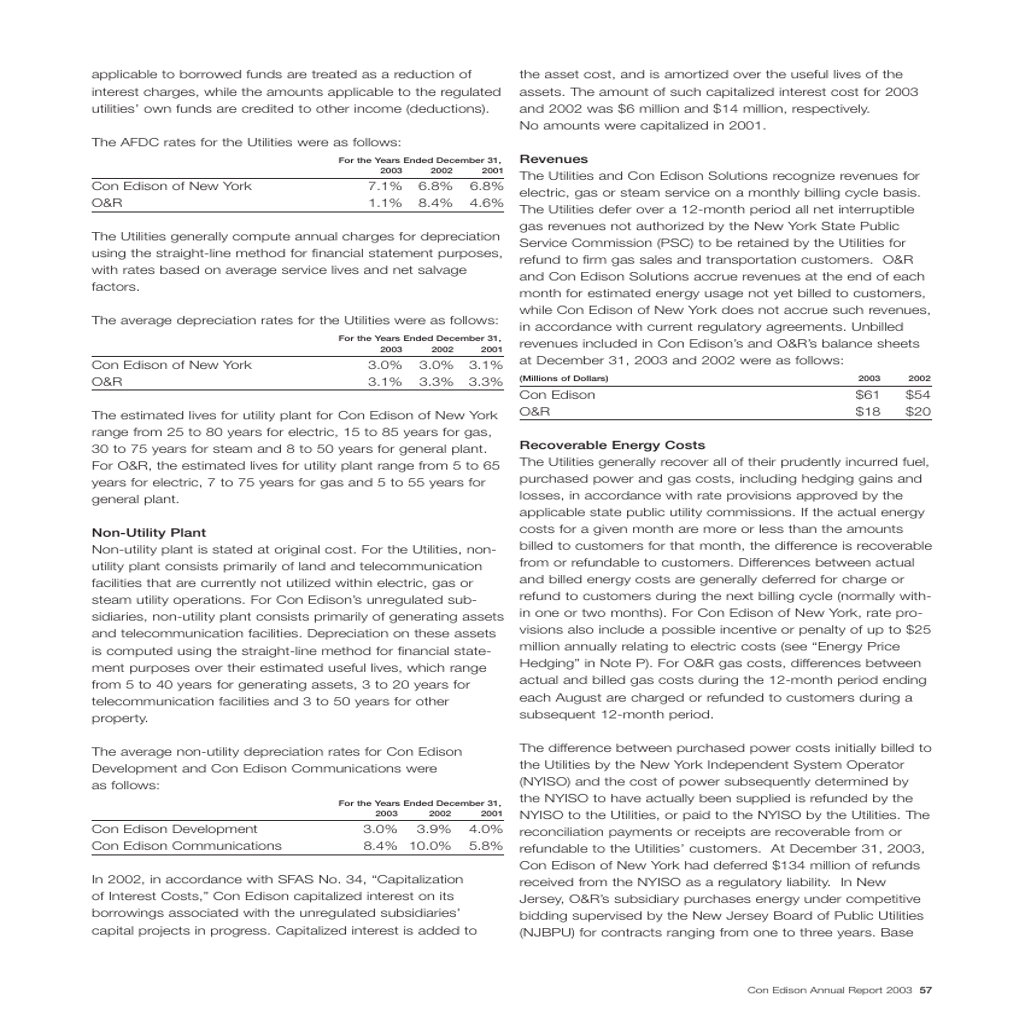 applicable to borrowed funds are treated as a reduction of
interest charges, while the amounts applicable to the regulated
utilities’ own funds are credited to other income (deductions).
The AFDC rates for the Utilities were as follows:
For the Years Ended December 31,
2003 2002 2001
Con Edison of New York 7.1% 6.8% 6.8%
O&R 1.1% 8.4% 4.6%
The Utilities generally compute annual charges for depreciation
using the straight-line method for financial statement purposes,
with rates based on average service lives and net salvage
factors.
The average depreciation rates for the Utilities were as follows:
For the Years Ended December 31,
2003 2002 2001
Con Edison of New York 3.0% 3.0% 3.1%
O&R 3.1% 3.3% 3.3%
The estimated lives for utility plant for Con Edison of New York
range from 25 to 80 years for electric, 15 to 85 years for gas,
30 to 75 years for steam and 8 to 50 years for general plant.
For O&R, the estimated lives for utility plant range from 5 to 65
years for electric, 7 to 75 years for gas and 5 to 55 years for
general plant.
Non-Utility Plant
Non-utility plant is stated at original cost. For the Utilities, non-
utility plant consists primarily of land and telecommunication
facilities that are currently not utilized within electric, gas or
steam utility operations. For Con Edison’s unregulated sub-
sidiaries, non-utility plant consists primarily of generating assets
and telecommunication facilities. Depreciation on these assets
is computed using the straight-line method for financial state-
ment purposes over their estimated useful lives, which range
from 5 to 40 years for generating assets, 3 to 20 years for
telecommunication facilities and 3 to 50 years for other
property.
The average non-utility depreciation rates for Con Edison
Development and Con Edison Communications were
as follows:
For the Years Ended December 31,
2003 2002 2001
Con Edison Development 3.0% 3.9% 4.0%
Con Edison Communications 8.4% 10.0% 5.8%
In 2002, in accordance with SFAS No. 34, “Capitalization
of Interest Costs,” Con Edison capitalized interest on its
borrowings associated with the unregulated subsidiaries’
capital projects in progress. Capitalized interest is added to
the asset cost, and is amortized over the useful lives of the
assets. The amount of such capitalized interest cost for 2003
and 2002 was $6 million and $14 million, respectively.
No amounts were capitalized in 2001.
Revenues
The Utilities and Con Edison Solutions recognize revenues for
electric, gas or steam service on a monthly billing cycle basis.
The Utilities defer over a 12-month period all net interruptible
gas revenues not authorized by the New York State Public
Service Commission (PSC) to be retained by the Utilities for
refund to firm gas sales and transportation customers. O&R
and Con Edison Solutions accrue revenues at the end of each
month for estimated energy usage not yet billed to customers,
while Con Edison of New York does not accrue such revenues,
in accordance with current regulatory agreements. Unbilled
revenues included in Con Edison’s and O&R’s balance sheets
at December 31, 2003 and 2002 were as follows:
(Millions of Dollars) 2003 2002
Con Edison $61 $54
O&R $18 $20
Recoverable Energy Costs
The Utilities generally recover all of their prudently incurred fuel,
purchased power and gas costs, including hedging gains and
losses, in accordance with rate provisions approved by the
applicable state public utility commissions. If the actual energy
costs for a given month are more or less than the amounts
billed to customers for that month, the difference is recoverable
from or refundable to customers. Differences between actual
and billed energy costs are generally deferred for charge or
refund to customers during the next billing cycle (normally with-
in one or two months). For Con Edison of New York, rate pro-
visions also include a possible incentive or penalty of up to $25
million annually relating to electric costs (see “Energy Price
Hedging” in Note P). For O&R gas costs, differences between
actual and billed gas costs during the 12-month period ending
each August are charged or refunded to customers during a
subsequent 12-month period.
The difference between purchased power costs initially billed to
the Utilities by the New York Independent System Operator
(NYISO) and the cost of power subsequently determined by
the NYISO to have actually been supplied is refunded by the
NYISO to the Utilities, or paid to the NYISO by the Utilities. The
reconciliation payments or receipts are recoverable from or
refundable to the Utilities’ customers. At December 31, 2003,
Con Edison of New York had deferred $134 million of refunds
received from the NYISO as a regulatory liability. In New
Jersey, O&R’s subsidiary purchases energy under competitive
bidding supervised by the New Jersey Board of Public Utilities
(NJBPU) for contracts ranging from one to three years. Base
Con Edison Annual Report 2003 57